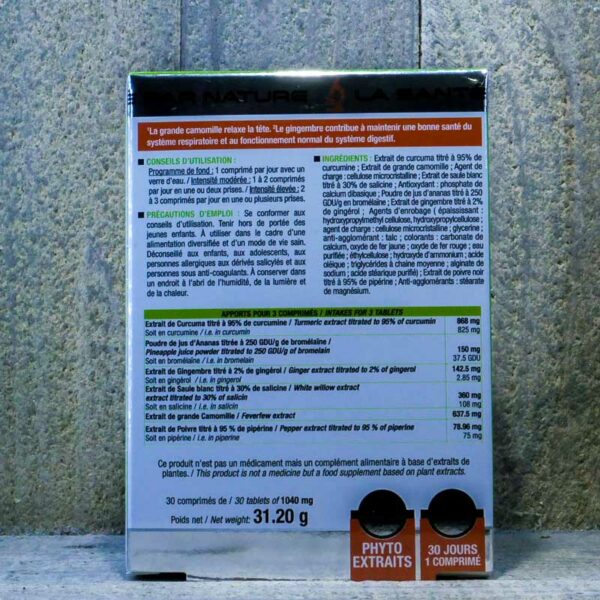 PAR NATURE LA SANTÉ
¹La grande camomille relaxe la tête. ²Le gingembre contribue à maintenir une bonne santé du
système respiratoire et au fonctionnement normal du système digestif.
CONSEILS D'UTILISATION :
Programme de fond : 1 comprimé par jour avec un
verre d'eau. / Intensité modérée : 1 à 2 comprimés
par jour en une ou deux prises. / Intensité élevée : 2
à 3 comprimés par jour en une ou plusieurs prises.
PRÉCAUTIONS D'EMPLOI : Se conformer aux
conseils d'utilisation. Tenir hors de portée des
jeunes enfants. À utiliser dans le cadre d'une
alimentation diversifiée et d'un mode de vie sain.
Déconseillé aux enfants, aux adolescents, aux
personnes allergiques aux dérivés salicylés et aux
personnes sous anti-coagulants. À conserver dans
un endroit à l'abri de l'humidité, de la lumière et
de la chaleur.
INGRÉDIENTS : Extrait de curcuma titré à 95% de
curcumine ; Extrait de grande camomille ; Agent de
charge : cellulose microcristalline ; Extrait de saule blanc
titré à 30% de salicine ; Antioxydant : phosphate de
calcium dibasique ; Poudre de jus d'ananas titrée à 250
GDU/g en bromélaïne ; Extrait de gingembre titré à 2%
de gingérol ; Agents d'enrobage ( épaississant :
hydroxypropylméthyl cellulose, hydroxypropylcellulose ;
agent de charge : cellulose microcristalline ; glycerine ;
anti-agglomérant : talc ; colorants : carbonate de
calcium, oxyde de fer jaune ; oxyde de fer rouge ; eau
purifiée ; éthylcellulose ; hydroxyde d'ammonium ; acide
oléique ; triglycérides à chaine moyenne ; alginate de
sodium ; acide stéarique purifié) ; Extrait de poivre noir
titré à 95% de pipérine ; Anti-agglomérants : stéarate
de magnésium.
APPORTS POUR 3 COMPRIMÉS / INTAKES FOR 3 TABLETS
Extrait de Curcuma titré à 95% de curcumine / Turmeric extract titrated to 95% of curcumin 868 mg
Soit en curcumin / i.e. in curcumin 825 mg
Poudre de jus d'Ananas titrée à 250 GDU/g de bromélaïne /
Pineapple juice powder titrated to 250 GDU/g of bromelain 150 mg
Soit en bromélaïne / i.e. in bromelain 37.5 GDU
Extrait de Gingembre titré à 2% de gingérol / Ginger extract titrated to 2% of gingerol 142.5 mg
Soit en gingérol / i.e. in gingerol 2.85 mg
Extrait de Saule blanc titré à 30% de salicine / White willow extract
extract titrated to 30% of salicin 360 mg
Soit en salicine / i.e. in salicin 108 mg
Extrait de grande Camomille / Feverfew extract 637.5 mg
Extrait de Poivre titré à 95 % de pipérine / Pepper extract titrated to 95 % of piperine 78.96 mg
Soit en pipérine / i.e. in piperine 75 mg
Ce produit n'est pas un médicament mais un complément alimentaire à base d'extraits de
plantes. / This product is not a medicine but a food supplement based on plant extracts.
30 comprimés de / 30 tablets of 1040 mg
Poids net / Net weight: 31.20 g
PHYTO
EXTRAITS
30 JOURS
1 COMPRIMÉ